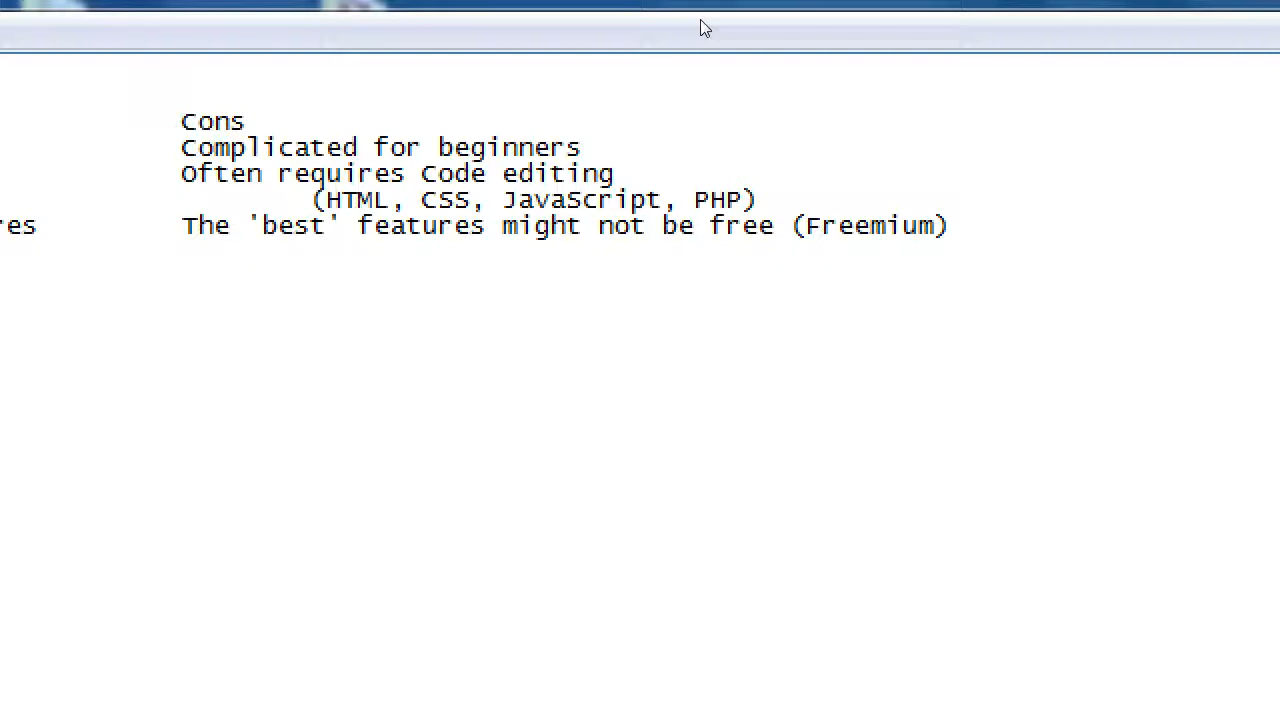 Cons
Complicated for beginners
Often requires Code editing
(HTML, CSS, JavaScript, PHP)
res The 'best' features might not be free (Freemium)